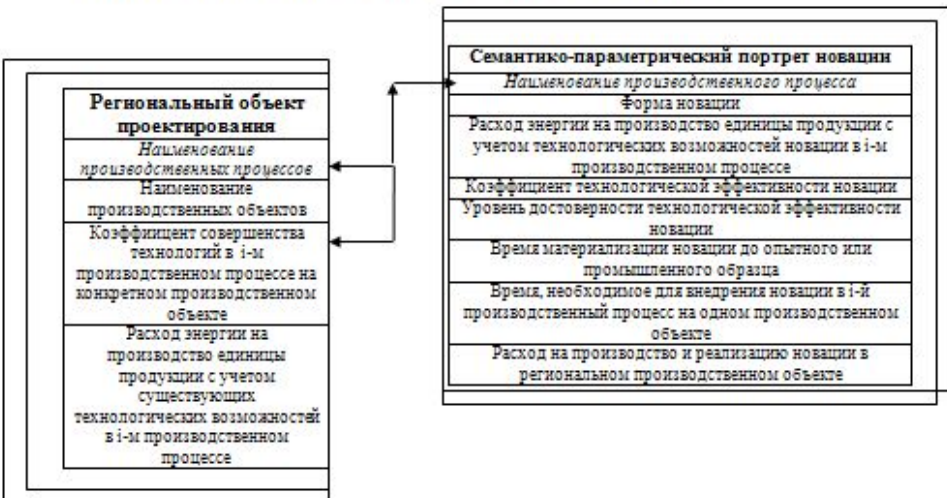 Региональный объект
проектирования
Наименование
производственных процессов
Наименование
производственных объектов
Коэффициент совершенства
технологий в i-м
производственном процессе на
конкретном производственном
объекте
Расход энергии на
производство единицы
продукции с учетом
существующих
технологических возможностей
в i-м производственном
процессе
Семантико-параметрический портрет новации
Наименование производственного процесса
Форма новации
Расход энергии на производство единицы продукции с
учетом технологических возможностей новации в i-м
производственном процессе
Коэффициент технологической эффективности новации
Уровень достоверности технологической эффективности
новации
Время материализации новации до опытного или
промышленного образца
Время, необходимое для внедрения новации в i-й
производственный процесс на одном производственном
объекте
Расход на производство и реализацию новации в
региональном производственном объекте